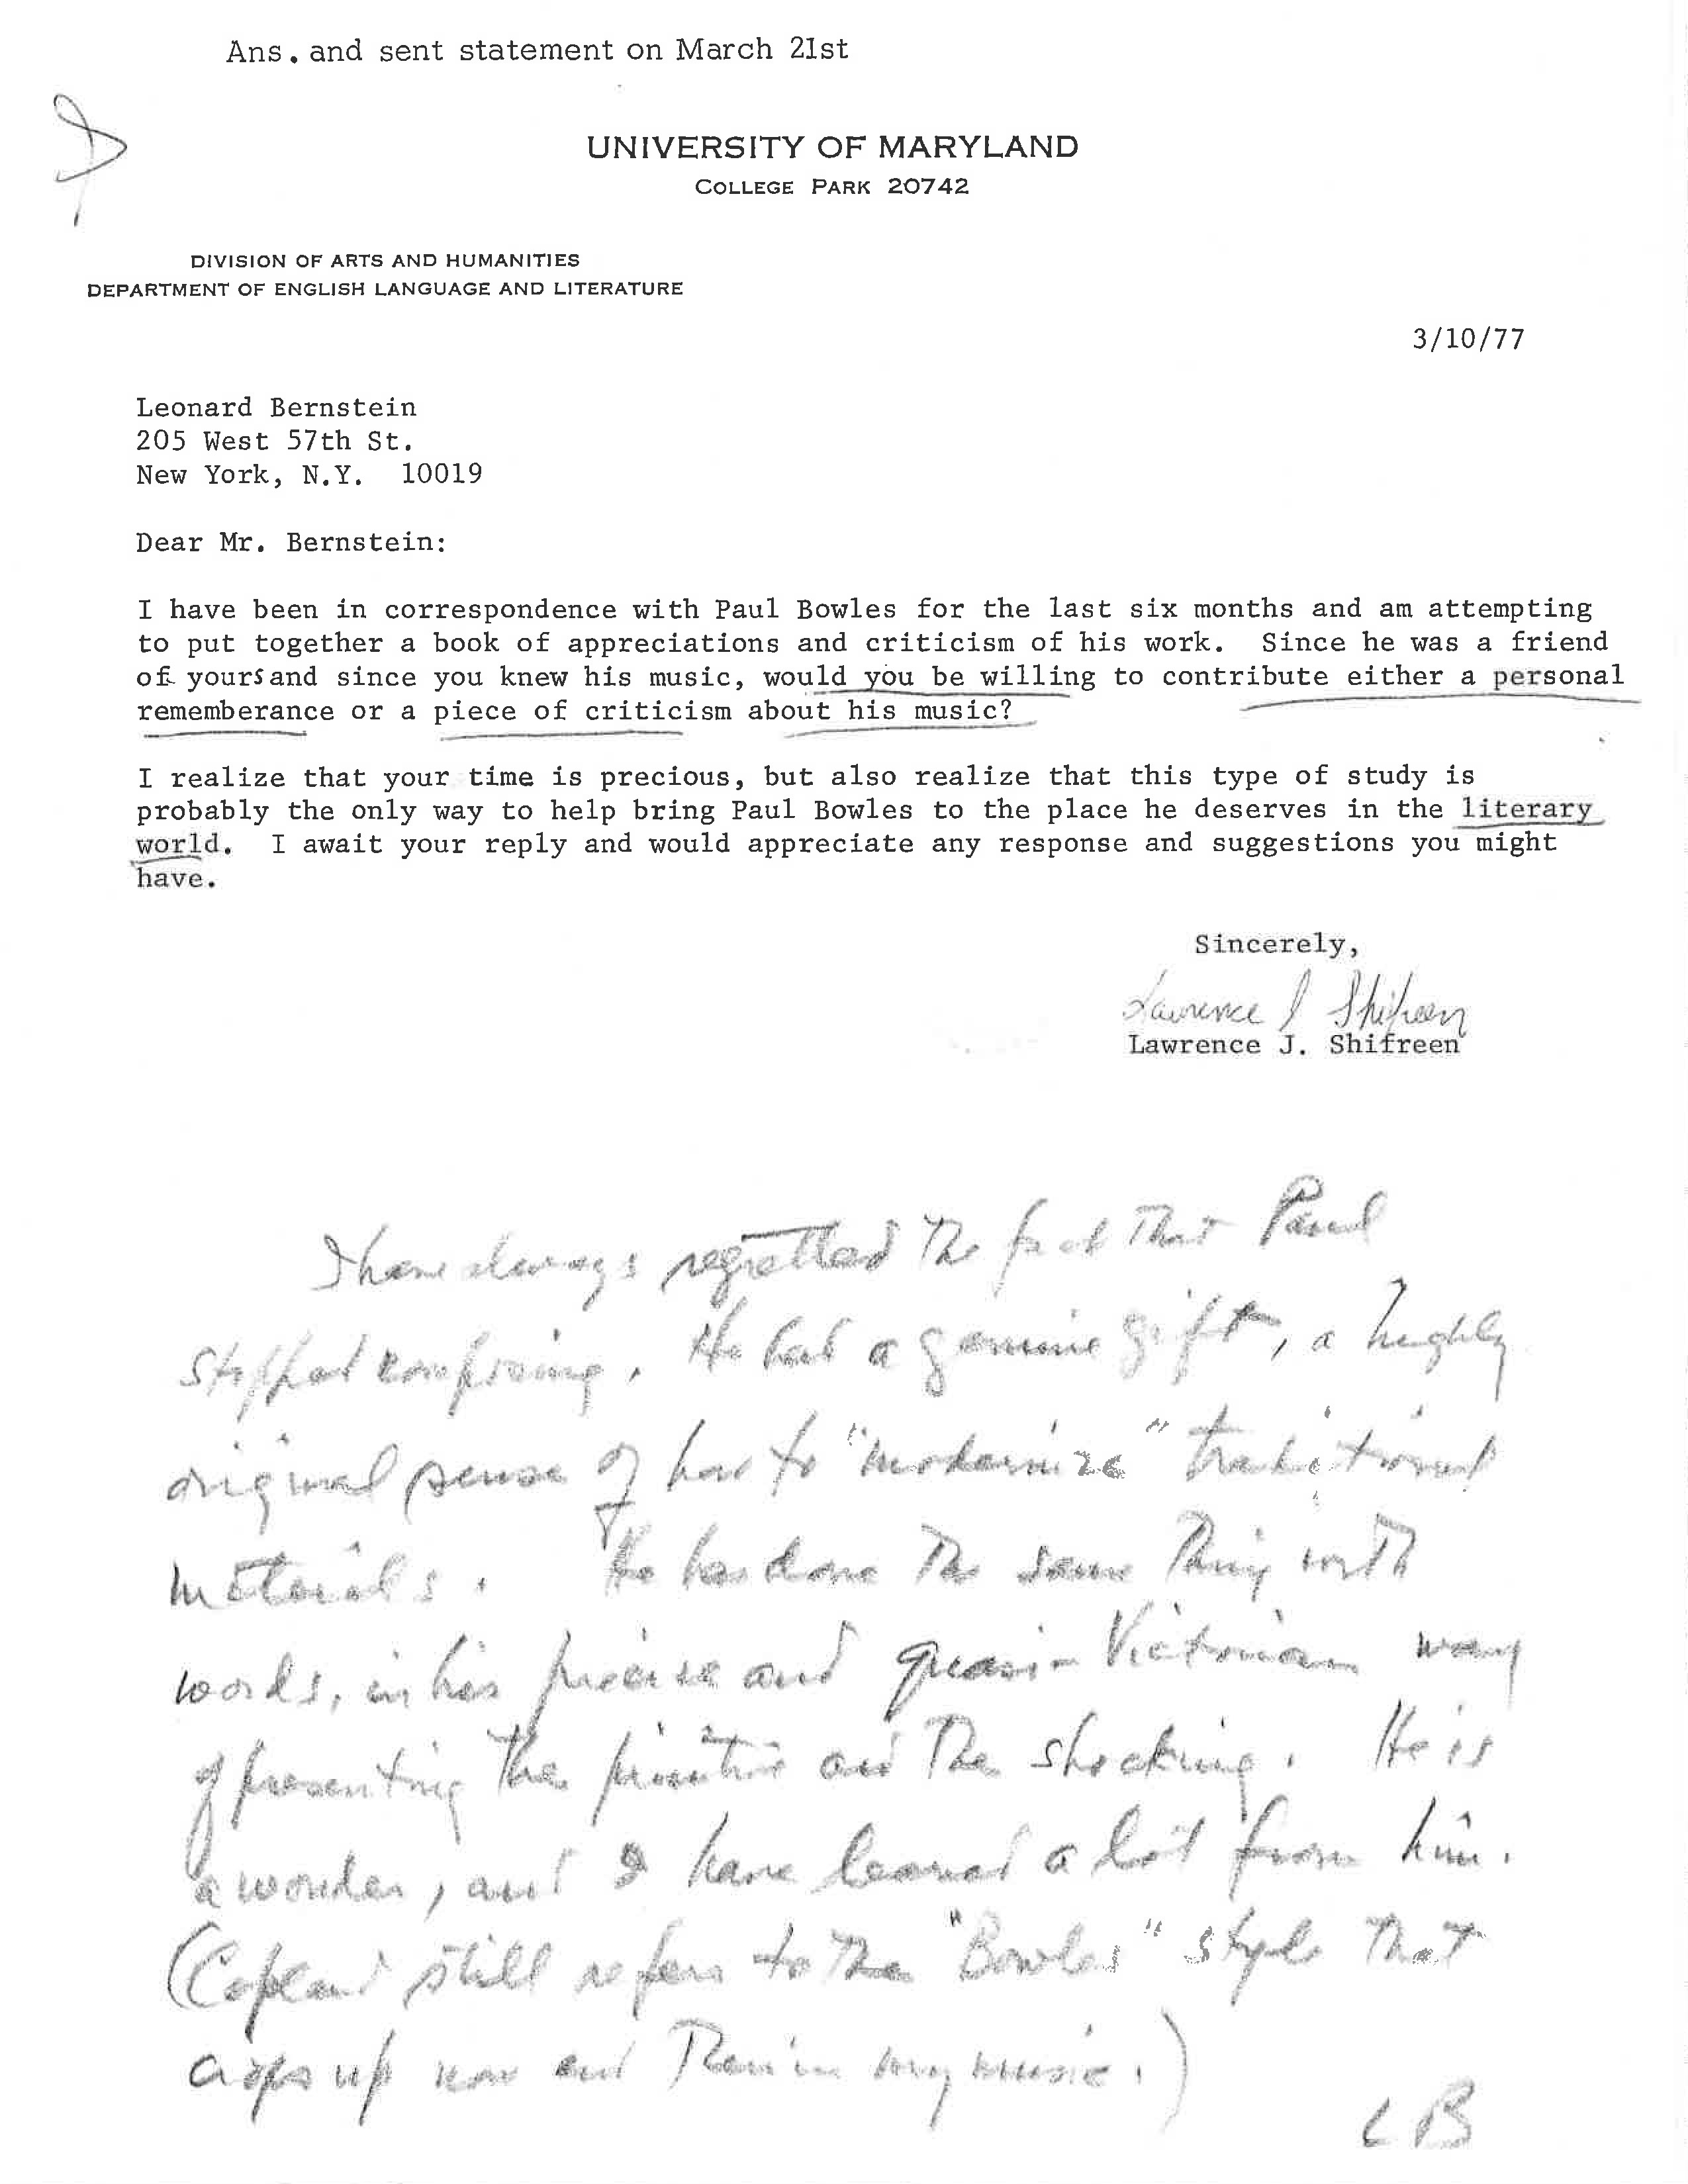 Ans. and sent statement on March 21st
UNIVERSITY OF MARYLAND
COLLEGE PARK 20742
DIVISION OF ARTS AND HUMANITIES
DEPARTMENT OF ENGLISH LANGUAGE AND LITERATURE
3/10/77
Leonard Bernstein
205 West 57th St.
New York, N.Y. 10019
Dear Mr. Bernstein:
I have been in correspondence with Paul Bowles for the last six months and am attempting
to put together a book of appreciations and criticism of his work. Since he was a friend
of yours and since you knew his music, would you be willing to contribute either a personal
rememberance or a piece of criticism about his music?
I realize that your time is precious, but also realize that this type of study is
probably the only way to help bring Paul Bowles to the place he deserves in the literary
world. I await your reply and would appreciate any response and suggestions you might
have.
Sincerely,
Lawrence J Shifreen
Lawrence J. Shifreen
I have always regretted the fact that Paul
stopped composing. He had a genuine gift, a highly
original sense of how to "modernize" traditional
materials. He has done the same thing with
words, in his precise and quasi-Victorian way
of presenting the primitive and the shocking. He is
a wonder, and I have learned a lot from him.
(Copland still refers to the "Bowles" style that
crops up now and then in my music.)
LB